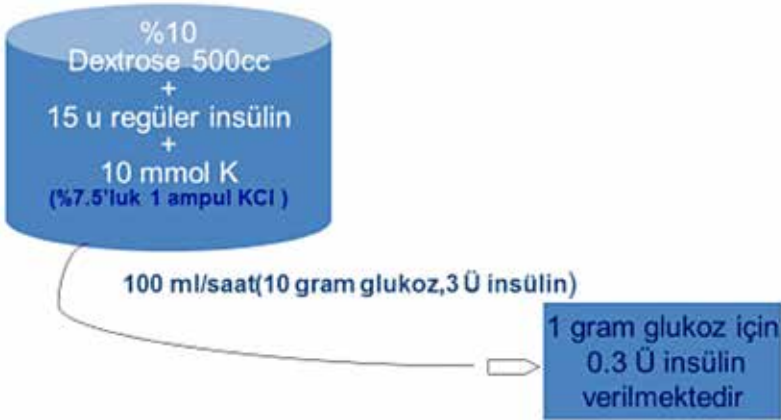 %10
Dextrose 500cc
+
15 u regüler insülin
+
10 mmol K
(%7.5'luk 1 ampul KCl )
100 ml/saat(10 gram glukoz,3 Ü insülin)
1 gram glukoz için
0.3 Ü insülin
verilmektedir